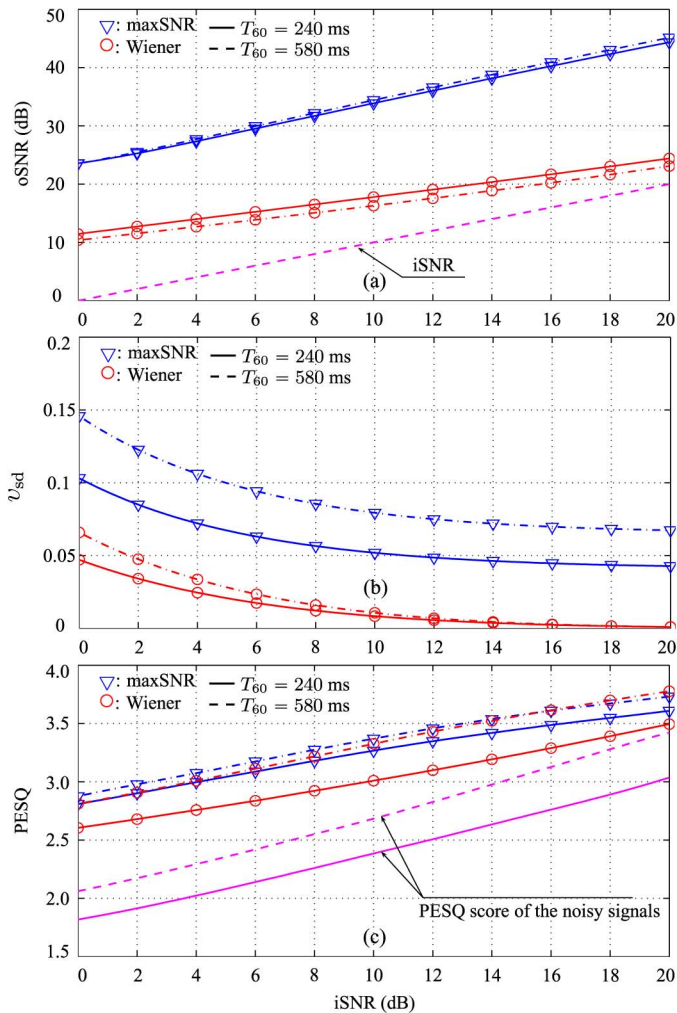 50
40
30
20
10
0
oSNR (dB)
: maxSNR
: Wiener
T60 = 240 ms
T60 = 580 ms
iSNR
(a)
0 2 4 6 8 10 12 14 16 18 20
0.2
0.15
0.1
0.05
0
υsd
: maxSNR
: Wiener
T60 = 240 ms
T60 = 580 ms
(b)
0 2 4 6 8 10 12 14 16 18 20
4.0
3.5
3.0
2.5
2.0
1.5
PESQ
: maxSNR
: Wiener
T60 = 240 ms
T60 = 580 ms
PESQ score of the noisy signals
(c)
0 2 4 6 8 10 12 14 16 18 20
iSNR (dB)